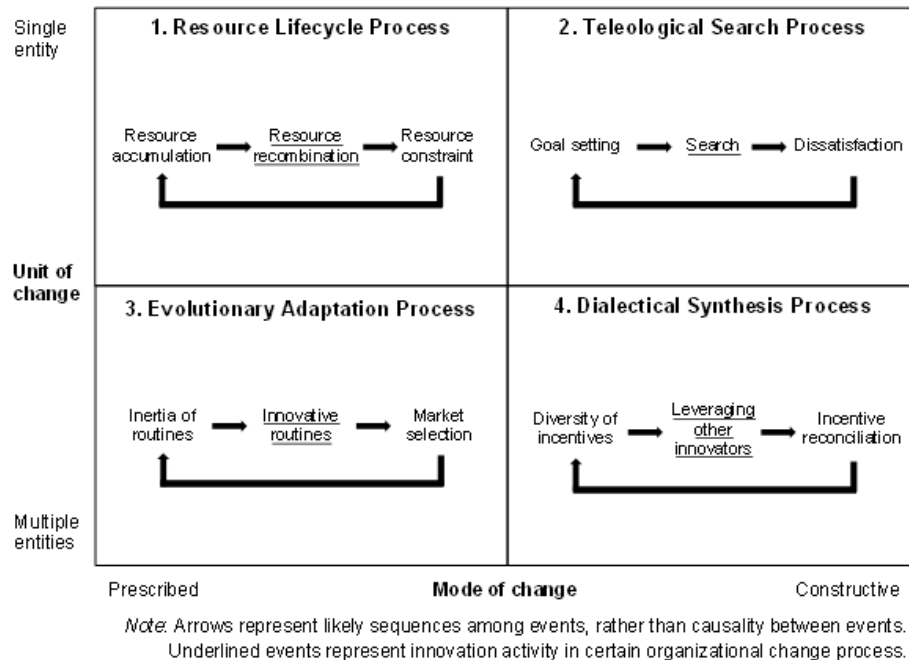 Single
entity
1. Resource Lifecycle Process
2. Teleological Search Process
Resource
accumulation
Resource
recombination
Resource
constraint
Goal setting
Search
Dissatisfaction
Unit of
change
3. Evolutionary Adaptation Process
4. Dialectical Synthesis Process
Inertia of
routines
Innovative
routines
Market
selection
Diversity of
incentives
Leveraging
other
innovators
Incentive
reconciliation
Multiple
entities
Prescribed
Mode of change
Constructive
Note: Arrows represent likely sequences among events, rather than causality between events.
Underlined events represent innovation activity in certain organizational change process.